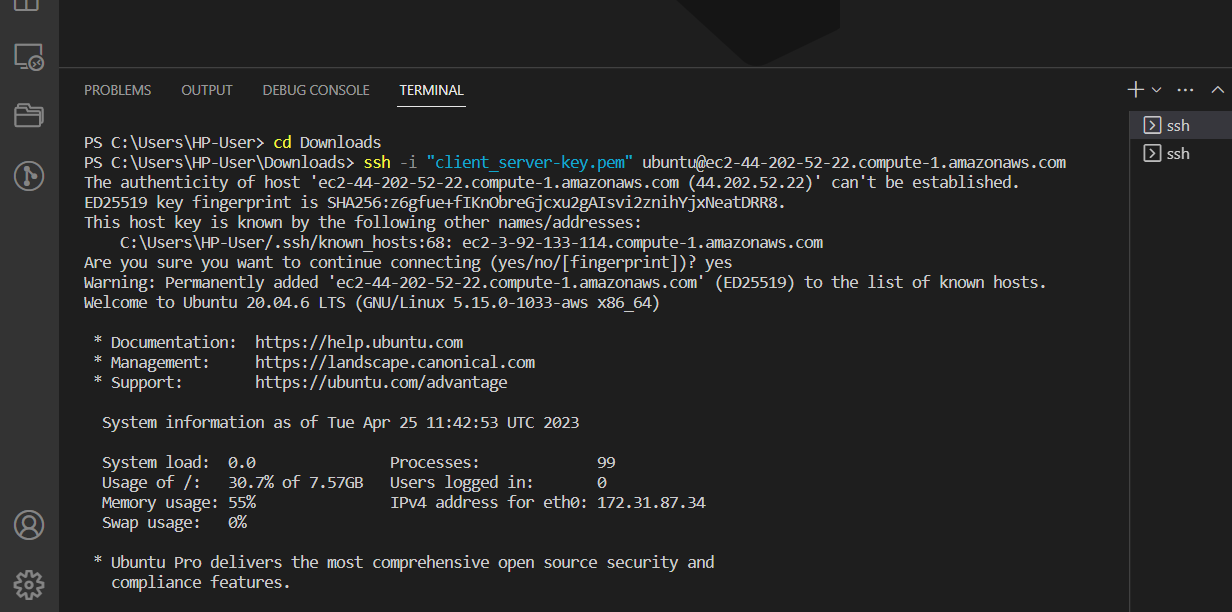 PROBLEMS OUTPUT DEBUG CONSOLE TERMINAL
ssh
ssh
PS C:\Users\HP-User> cd Downloads
PS C:\Users\HP-User\Downloads> ssh -i "client_server-key.pem" ubuntu@ec2-44-202-52-22.compute-1.amazonaws.com
The authenticity of host 'ec2-44-202-52-22.compute-1.amazonaws.com (44.202.52.22)' can't be established.
ED25519 key fingerprint is SHA256:z6gfue+fIKnObreGjcxu2gAIsvi2znihYjxNeatDRR8.
This host key is known by the following other names/addresses:
    C:\Users\HP-User/.ssh/known_hosts:68: ec2-3-92-133-114.compute-1.amazonaws.com
Are you sure you want to continue connecting (yes/no/[fingerprint])? yes
Warning: Permanently added 'ec2-44-202-52-22.compute-1.amazonaws.com' (ED25519) to the list of known hosts.
Welcome to Ubuntu 20.04.6 LTS (GNU/Linux 5.15.0-1033-aws x86_64)
 * Documentation:  https://help.ubuntu.com
 * Management:     https://landscape.canonical.com
 * Support:        https://ubuntu.com/advantage
  System information as of Tue Apr 25 11:42:53 UTC 2023
  System load:  0.0               Processes:             99
  Usage of /:   30.7% of 7.57GB   Users logged in:       0
  Memory usage: 55%               IPv4 address for eth0: 172.31.87.34
  Swap usage:   0%
 * Ubuntu Pro delivers the most comprehensive open source security and
   compliance features.